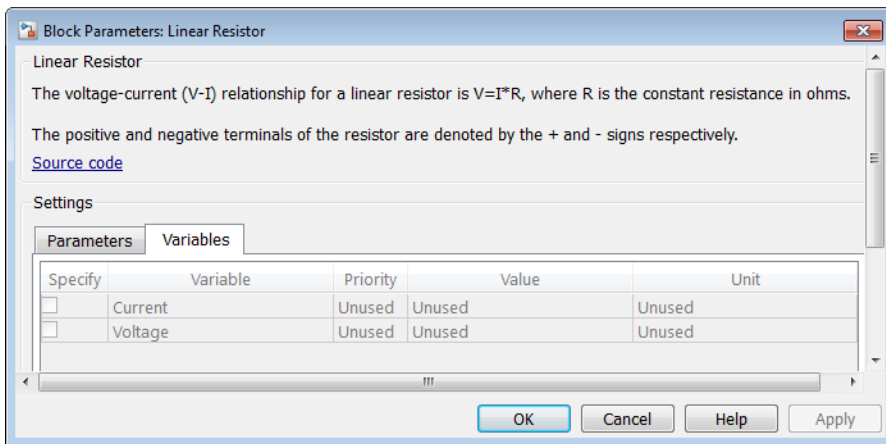 Block Parameters: Linear Resistor
Linear Resistor
The voltage-current (V-I) relationship for a linear resistor is V=I*R, where R is the constant resistance in ohms.
The positive and negative terminals of the resistor are denoted by the + and - signs respectively.
Source code
Settings
Parameters Variables
Specify Variable Priority Value Unit
Current Unused Unused Unused
Voltage Unused Unused Unused
OK Cancel Help Apply